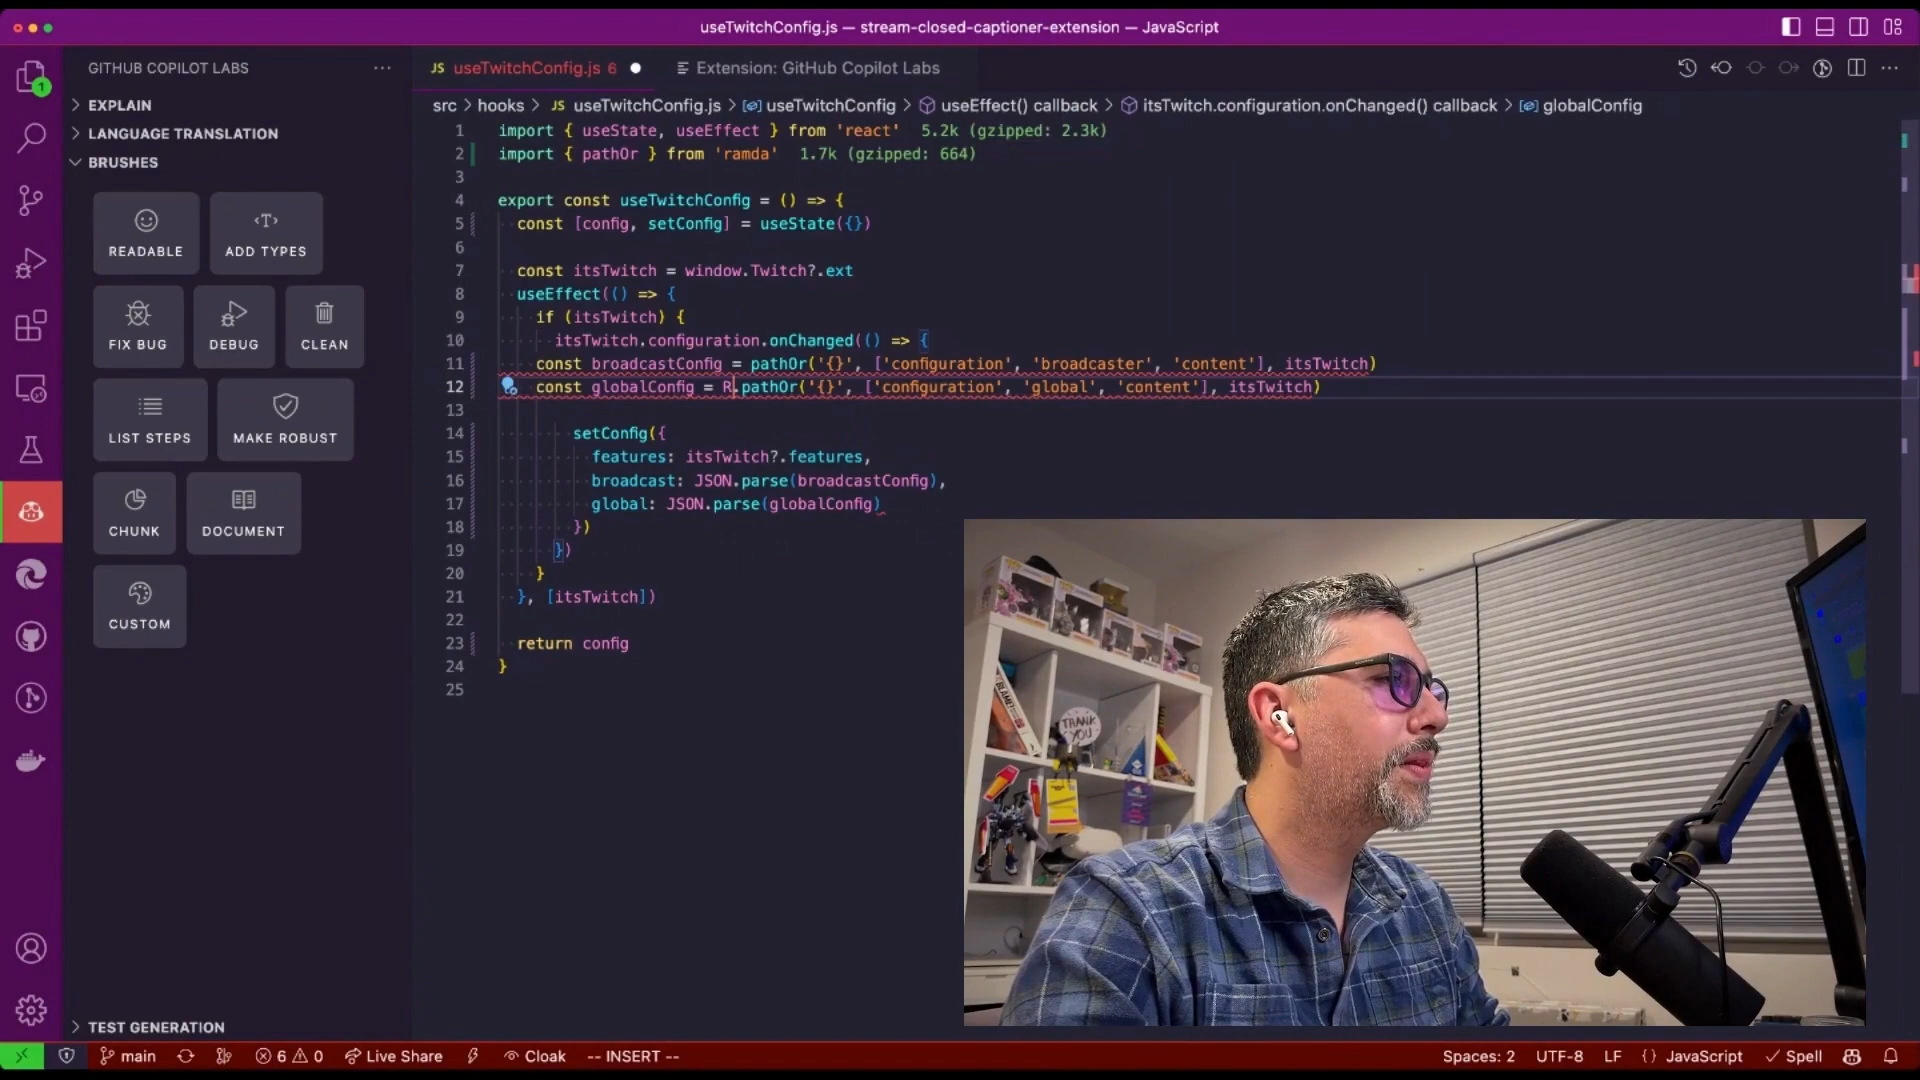 useTwitchConfig.js — stream-closed-captioner-extension — JavaScript
1
GITHUB COPILOT LABS
EXPLAIN
LANGUAGE TRANSLATION
BRUSHES
READABLE
ADD TYPES
FIX BUG
DEBUG
CLEAN
LIST STEPS
MAKE ROBUST
CHUNK
DOCUMENT
CUSTOM
TEST GENERATION
JS useTwitchConfig.js 6
Extension: GitHub Copilot Labs
src > hooks > JS useTwitchConfig.js > useTwitchConfig > useEffect() callback > itsTwitch.configuration.onChanged() callback > globalConfig
1 import { useState, useEffect } from 'react' 5.2k (gzipped: 2.3k)
2 import { pathOr } from 'ramda' 1.7k (gzipped: 664)
3
4 export const useTwitchConfig = () => {
5 const [config, setConfig] = useState({})
6
7 const itsTwitch = window.Twitch?.ext
8 useEffect(() => {
9 if (itsTwitch) {
10 itsTwitch.configuration.onChanged(() => {
11 const broadcastConfig = pathOr('{}', ['configuration', 'broadcaster', 'content'], itsTwitch)
12 const globalConfig = R.pathOr('{}', ['configuration', 'global', 'content'], itsTwitch)
13
14 setConfig({
15 features: itsTwitch?.features,
16 broadcast: JSON.parse(broadcastConfig),
17 global: JSON.parse(globalConfig)
18 })
19 })
20 }
21 }, [itsTwitch])
22
23 return config
24 }
25
BLAME!
THANK YOU
main
6 0
Live Share
Cloak
-- INSERT --
Spaces: 2
UTF-8
LF
{} JavaScript
Spell